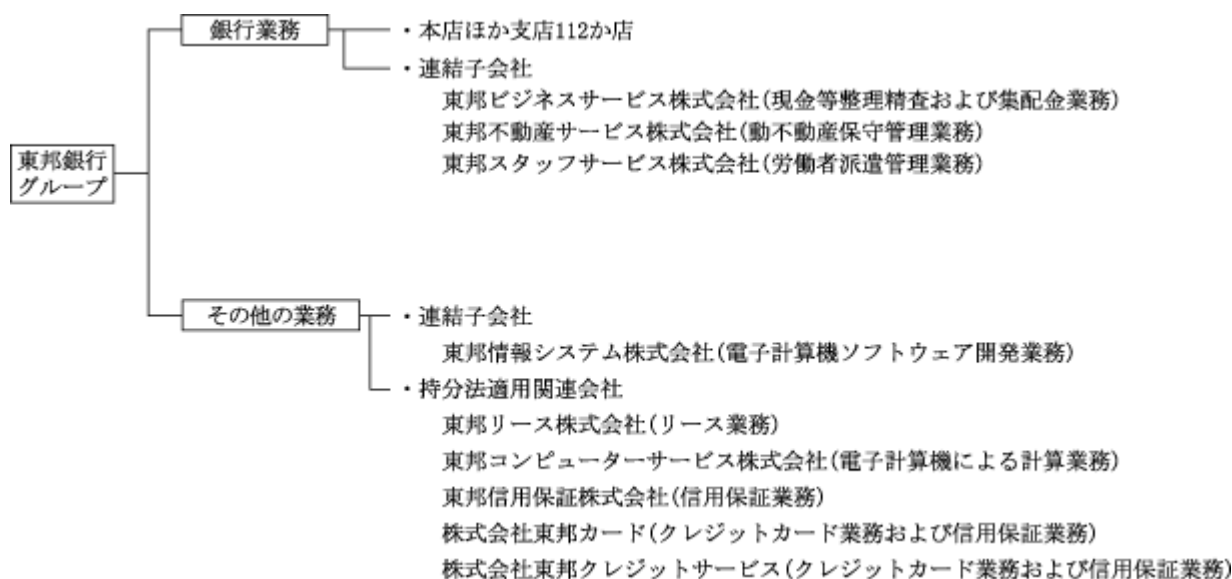 銀行業務
・本店ほか支店112か店
・連結子会社
東邦ビジネスサービス株式会社(現金等整理精査および集配金業務)
東邦不動産サービス株式会社(動不動産保守管理業務)
東邦スタッフサービス株式会社(労働者派遣管理業務)
東邦銀行
グループ
その他の業務
・連結子会社
東邦情報システム株式会社(電子計算機ソフトウェア開発業務)
・持分法適用関連会社
東邦リース株式会社(リース業務)
東邦コンピューターサービス株式会社(電子計算機による計算業務)
東邦信用保証株式会社(信用保証業務)
株式会社東邦カード(クレジットカード業務および信用保証業務)
株式会社東邦クレジットサービス(クレジットカード業務および信用保証業務)